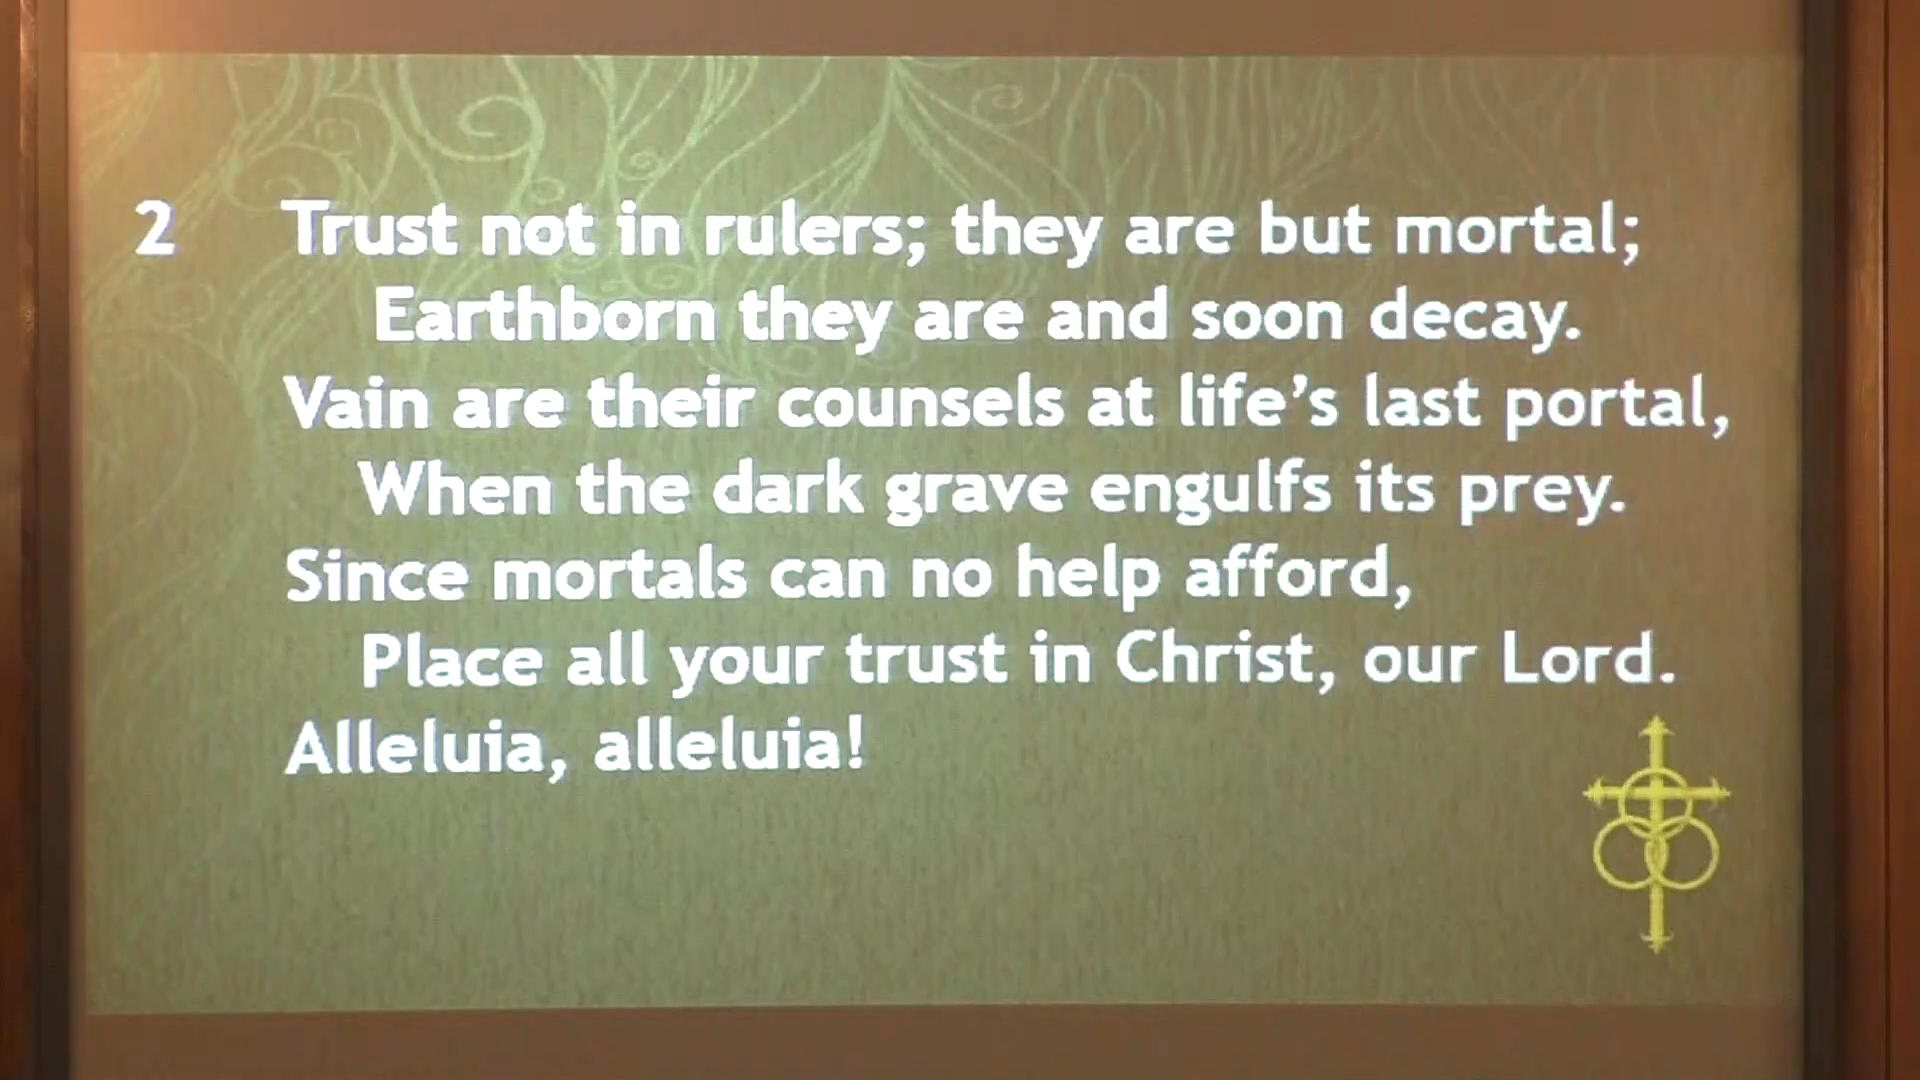 2 Trust not in rulers; they are but mortal;
Earthborn they are and soon decay.
Vain are their counsels at life’s last portal,
When the dark grave engulfs its prey.
Since mortals can no help afford,
Place all your trust in Christ, our Lord.
Alleluia, alleluia!